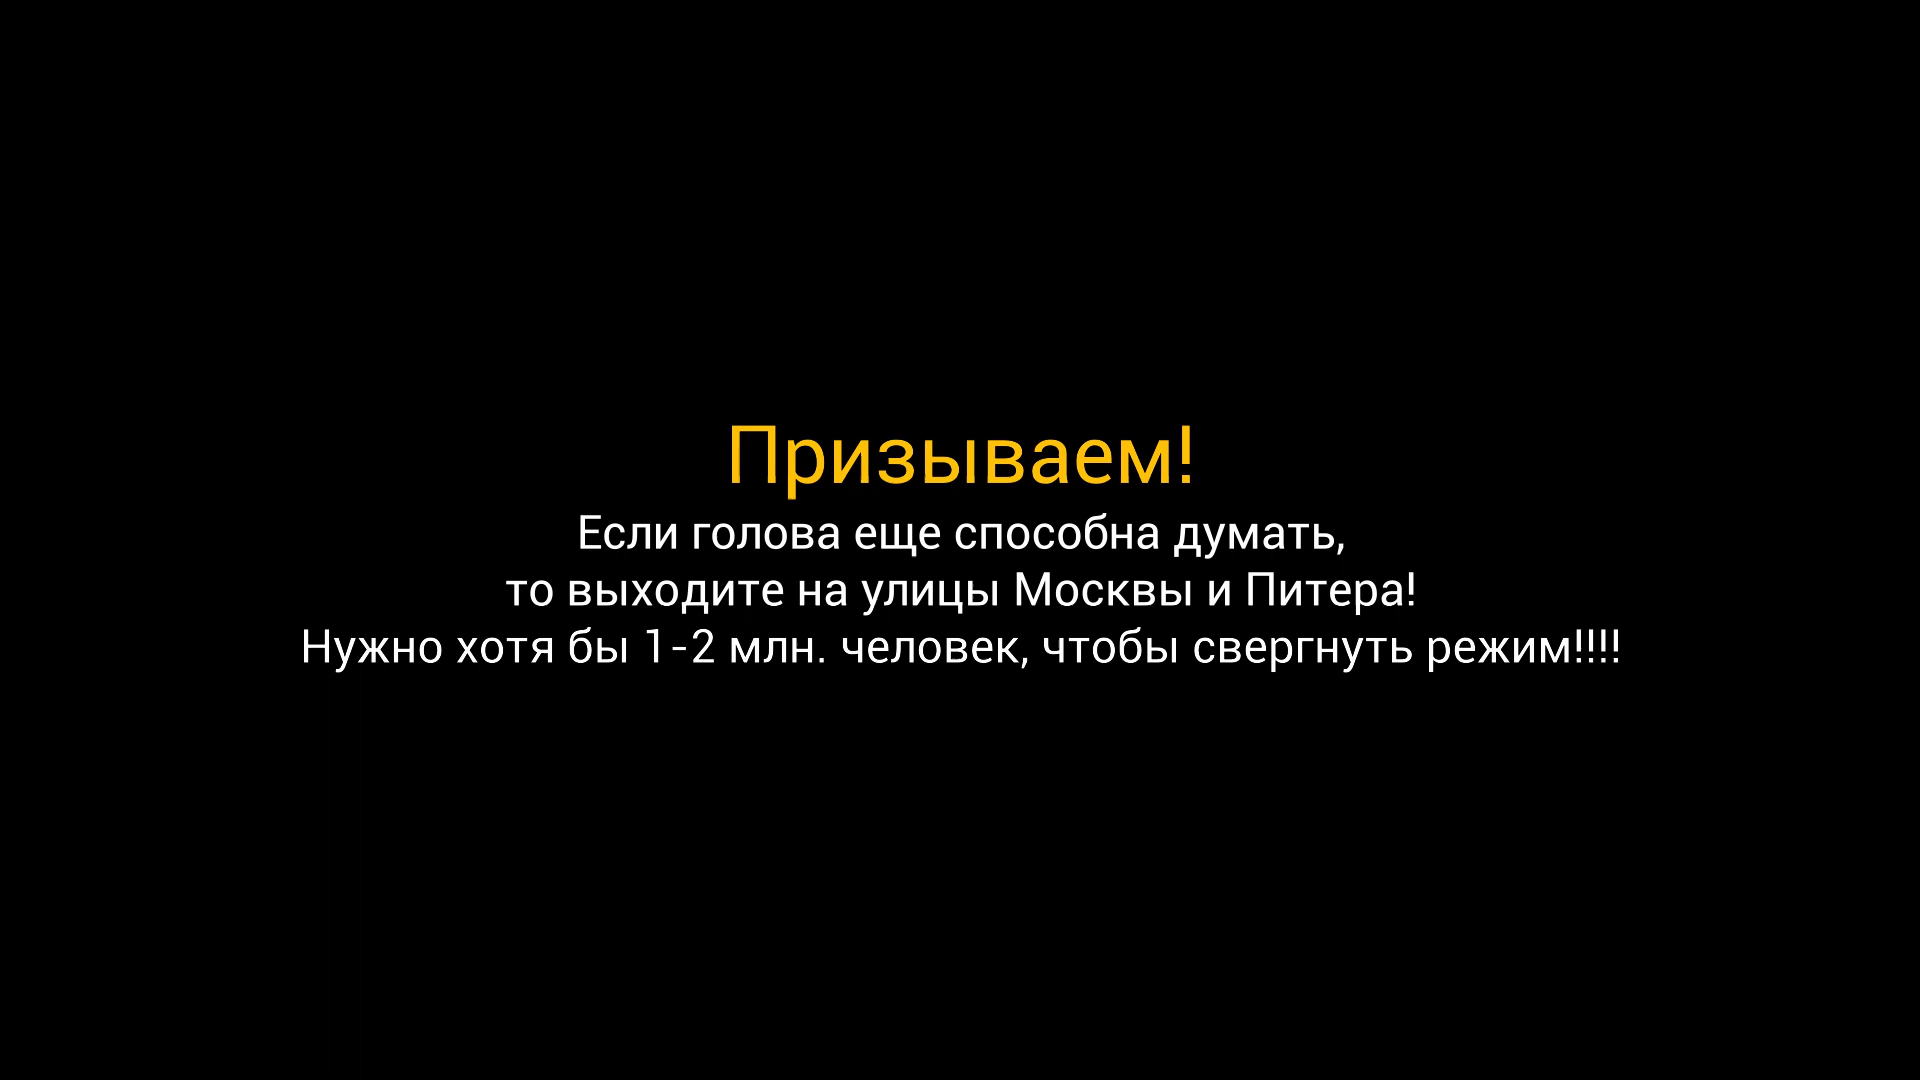 Призываем!
Если голова еще способна думать,
то выходите на улицы Москвы и Питера!
Нужно хотя бы 1-2 млн. человек, чтобы свергнуть режим!!!!